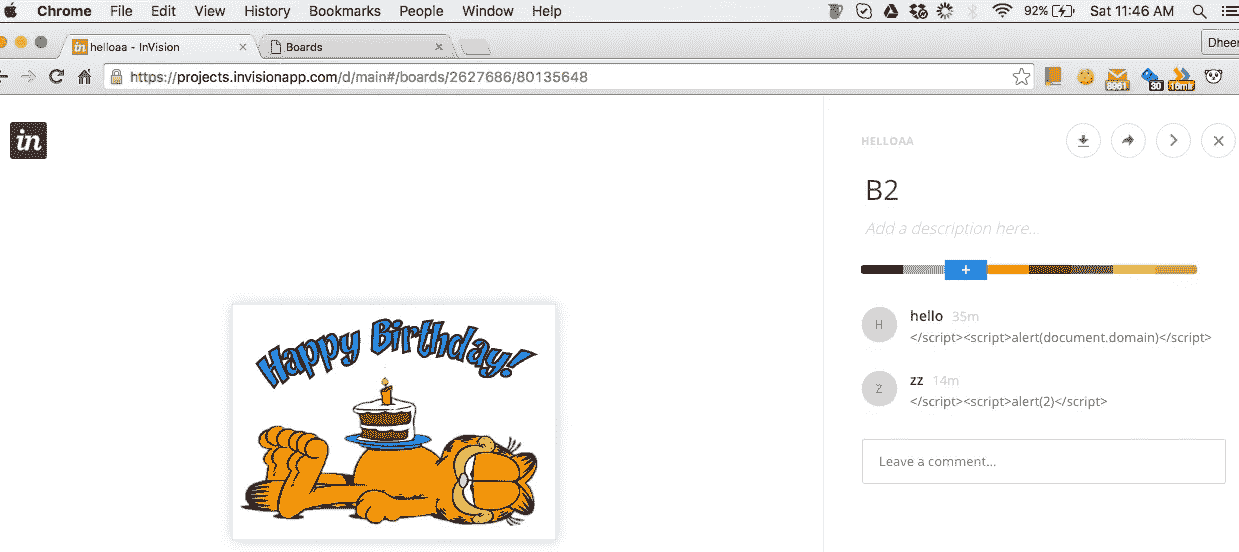 Chrome File Edit View History Bookmarks People Window Help 92% Sat 11:46 AM
in helloaa - InVision Boards Dheer
https://projects.invisionapp.com/d/main#/boards/2627686/80135648 30
in
HELLOAA
B2
Add a description here...
+
H hello 35m
</script><script>alert(document.domain)</script>
Z zz 14m
</script><script>alert(2)</script>
Leave a comment...
Happy Birthday!